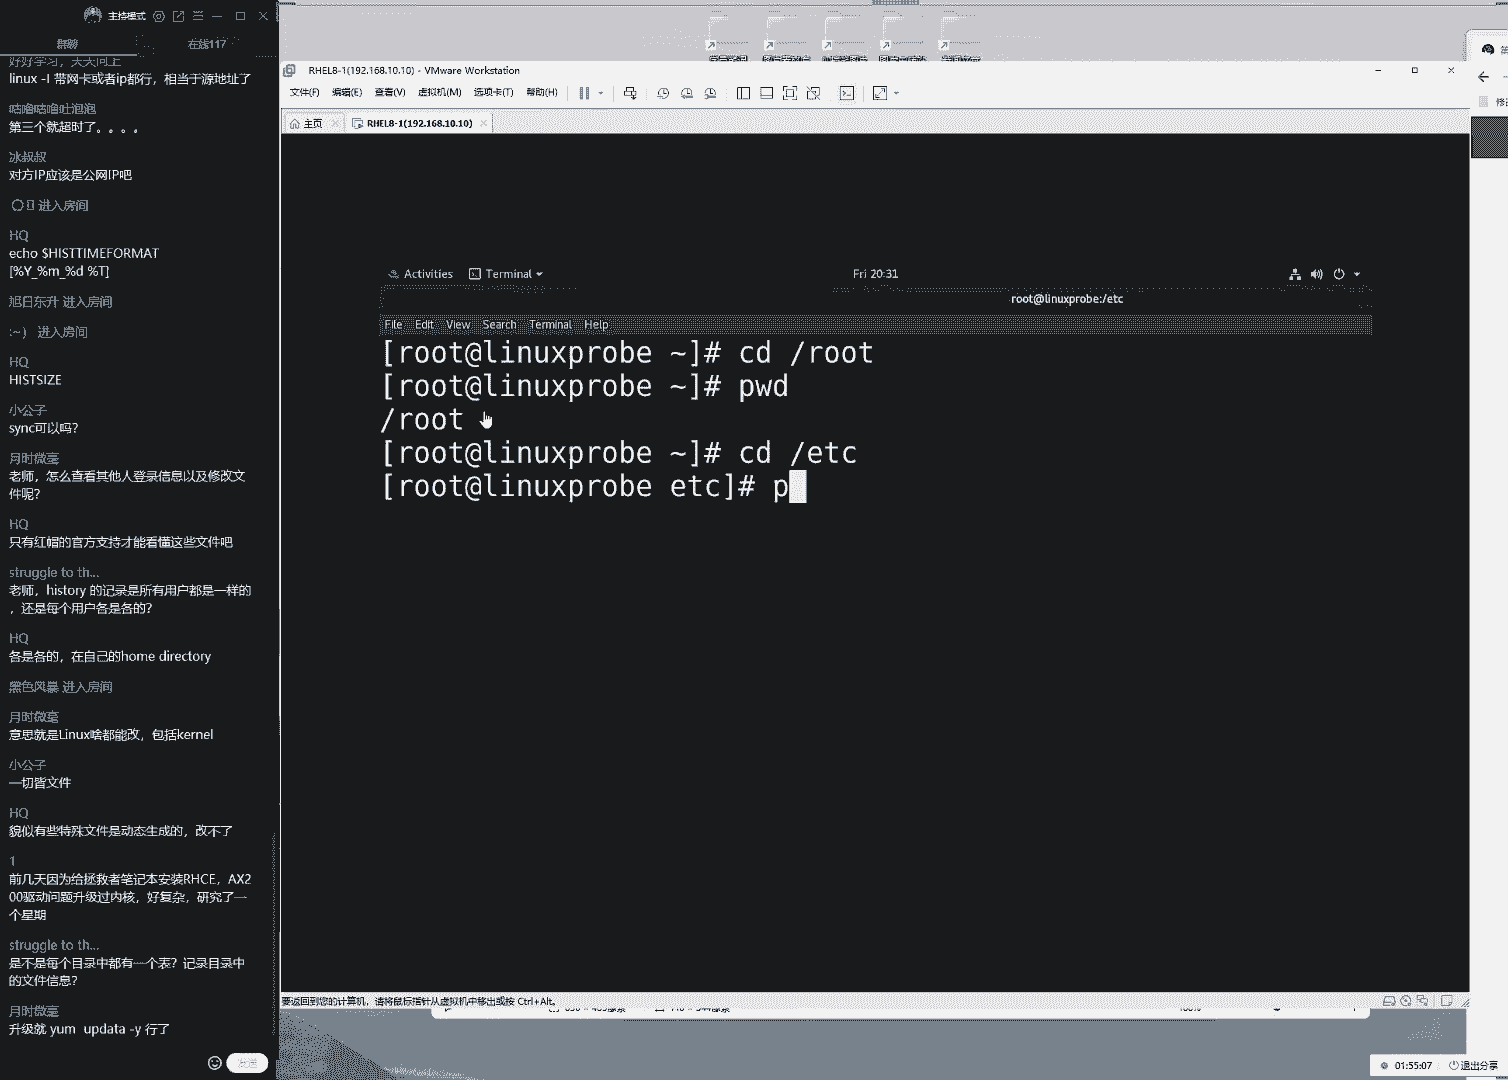 主持模式
群聊
在线117
好好学习，天天向上
linux -I 带网卡或者ip都行，相当于源地址了
咕噜咕噜吐泡泡
第三个就超时了。。。。
冰叔叔
对方IP应该是公网IP吧
进入房间
HQ
echo $HISTTIMEFORMAT
[%Y_%m_%d %T]
旭日东升 进入房间
:~） 进入房间
HQ
HISTSIZE
小公子
sync可以吗？
月时微毫
老师，怎么查看其他人登录信息以及修改文
件呢？
HQ
只有红帽的官方支持才能看懂这些文件吧
struggle to th...
老师，history 的记录是所有用户都是一样的
，还是每个用户各是各的？
HQ
各是各的，在自己的home directory
黑色风暴 进入房间
月时微毫
意思就是Linux啥都能改，包括kernel
小公子
一切皆文件
HQ
貌似有些特殊文件是动态生成的，改不了
1
前几天因为给拯救者笔记本安装RHCE，AX2
00驱动问题升级过内核，好复杂，研究了一
个星期
struggle to th...
是不是每个目录中都有一个表？记录目录中
的文件信息？
月时微毫
升级就 yum updata -y 行了
发送
RHEL8-1(192.168.10.10) - VMware Workstation
文件(F) 编辑(E) 查看(V) 虚拟机(M) 选项卡(T) 帮助(H)
主页 RHEL8-1(192.168.10.10)
Activities Terminal Fri 20:31
root@linuxprobe:/etc
File Edit View Search Terminal Help
[root@linuxprobe ~]# cd /root
[root@linuxprobe ~]# pwd
/root
[root@linuxprobe ~]# cd /etc
[root@linuxprobe etc]# p
要返回到您的计算机，请将鼠标指针从虚拟机中移出或按 Ctrl+Alt。
01:55:07 退出分享